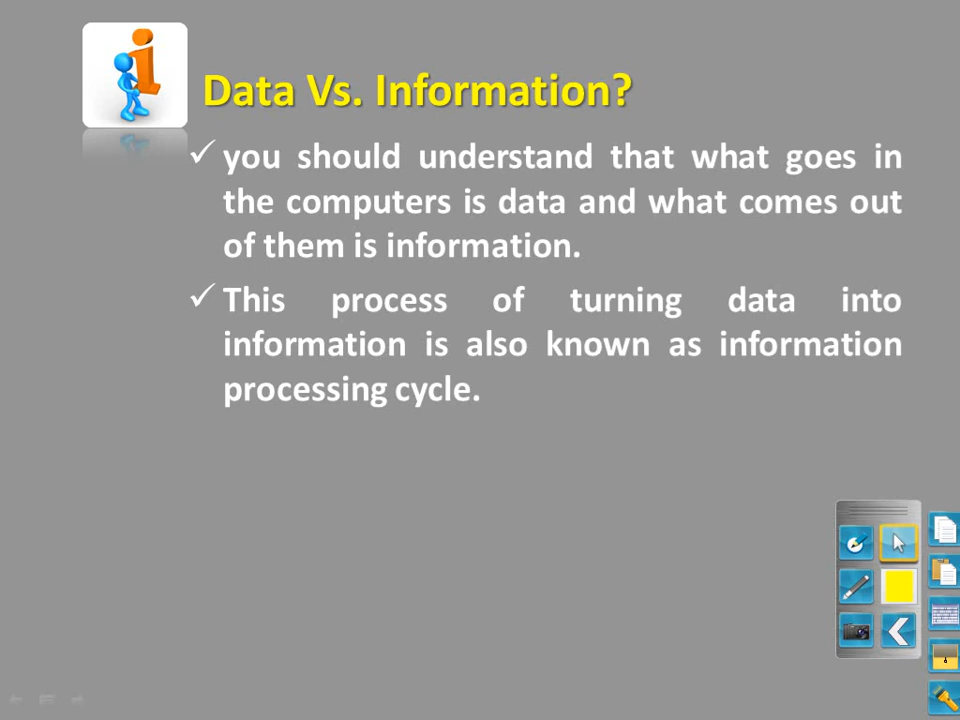 Data Vs. Information?
✓ you should understand that what goes in
the computers is data and what comes out
of them is information.
✓ This process of turning data into
information is also known as information
processing cycle.